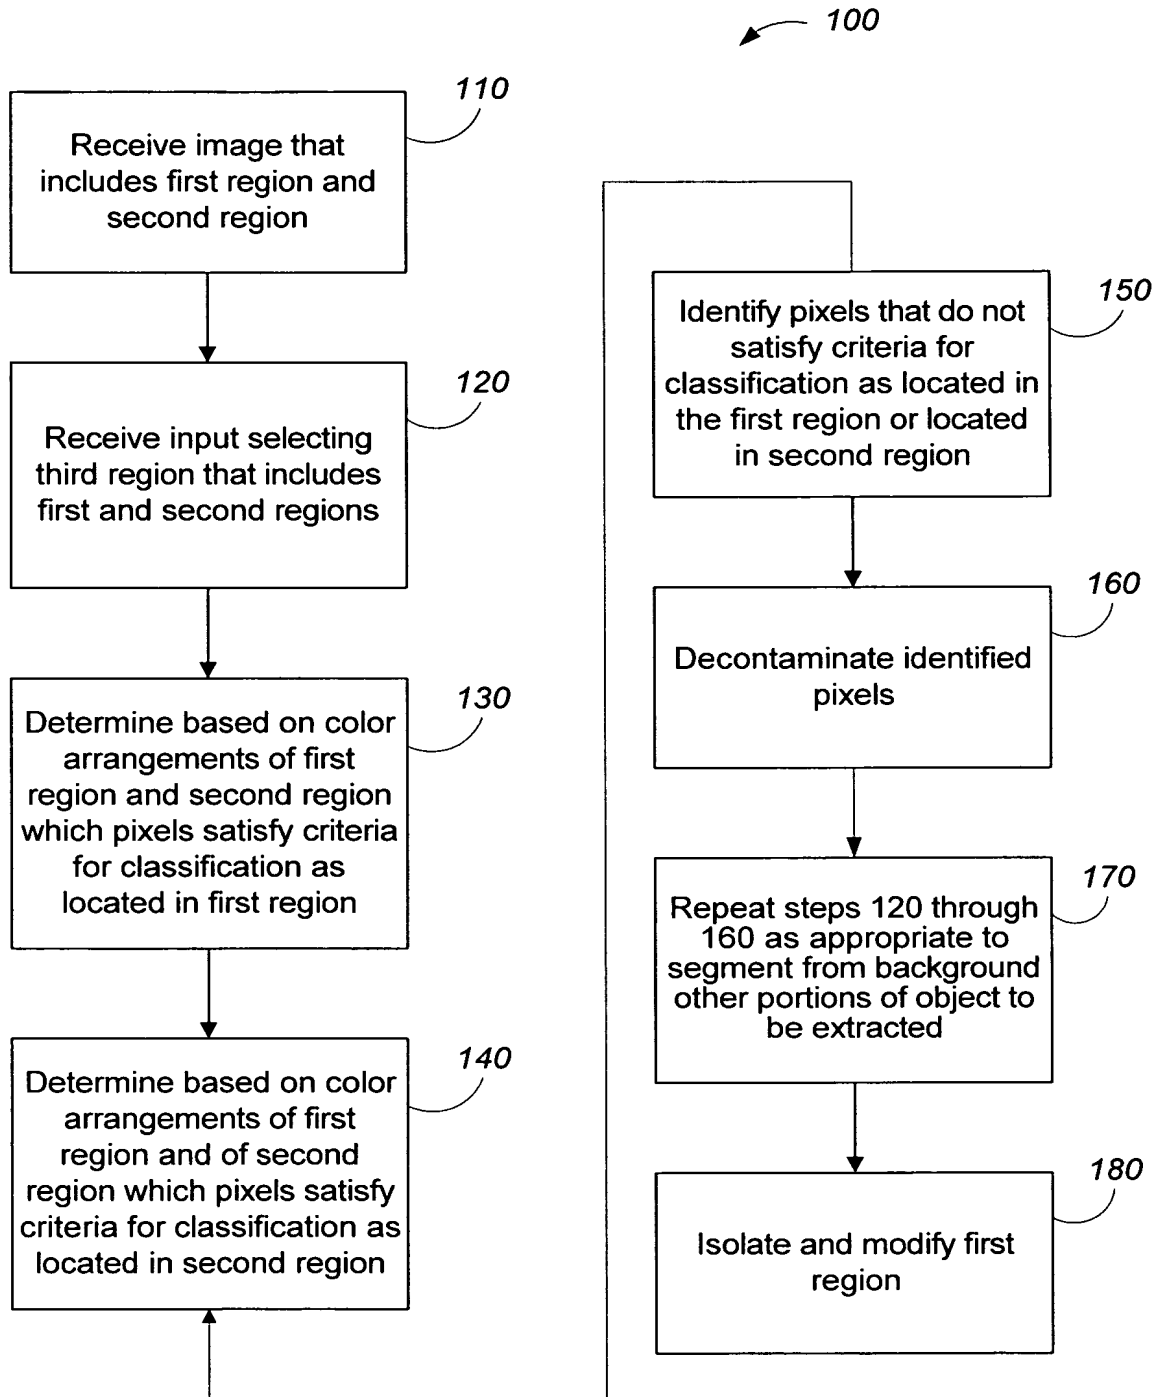 100
110
Receive image that
includes first region and
second region
120
Receive input selecting
third region that includes
first and second regions
130
Determine based on color
arrangements of first
region and second region
which pixels satisfy criteria
for classification as
located in first region
140
Determine based on color
arrangements of first
region and of second
region which pixels satisfy
criteria for classification as
located in second region
150
Identify pixels that do not
satisfy criteria for
classification as located in
the first region or located
in second region
160
Decontaminate identified
pixels
170
Repeat steps 120 through
160 as appropriate to
segment from background
other portions of object to
be extracted
180
Isolate and modify first
region